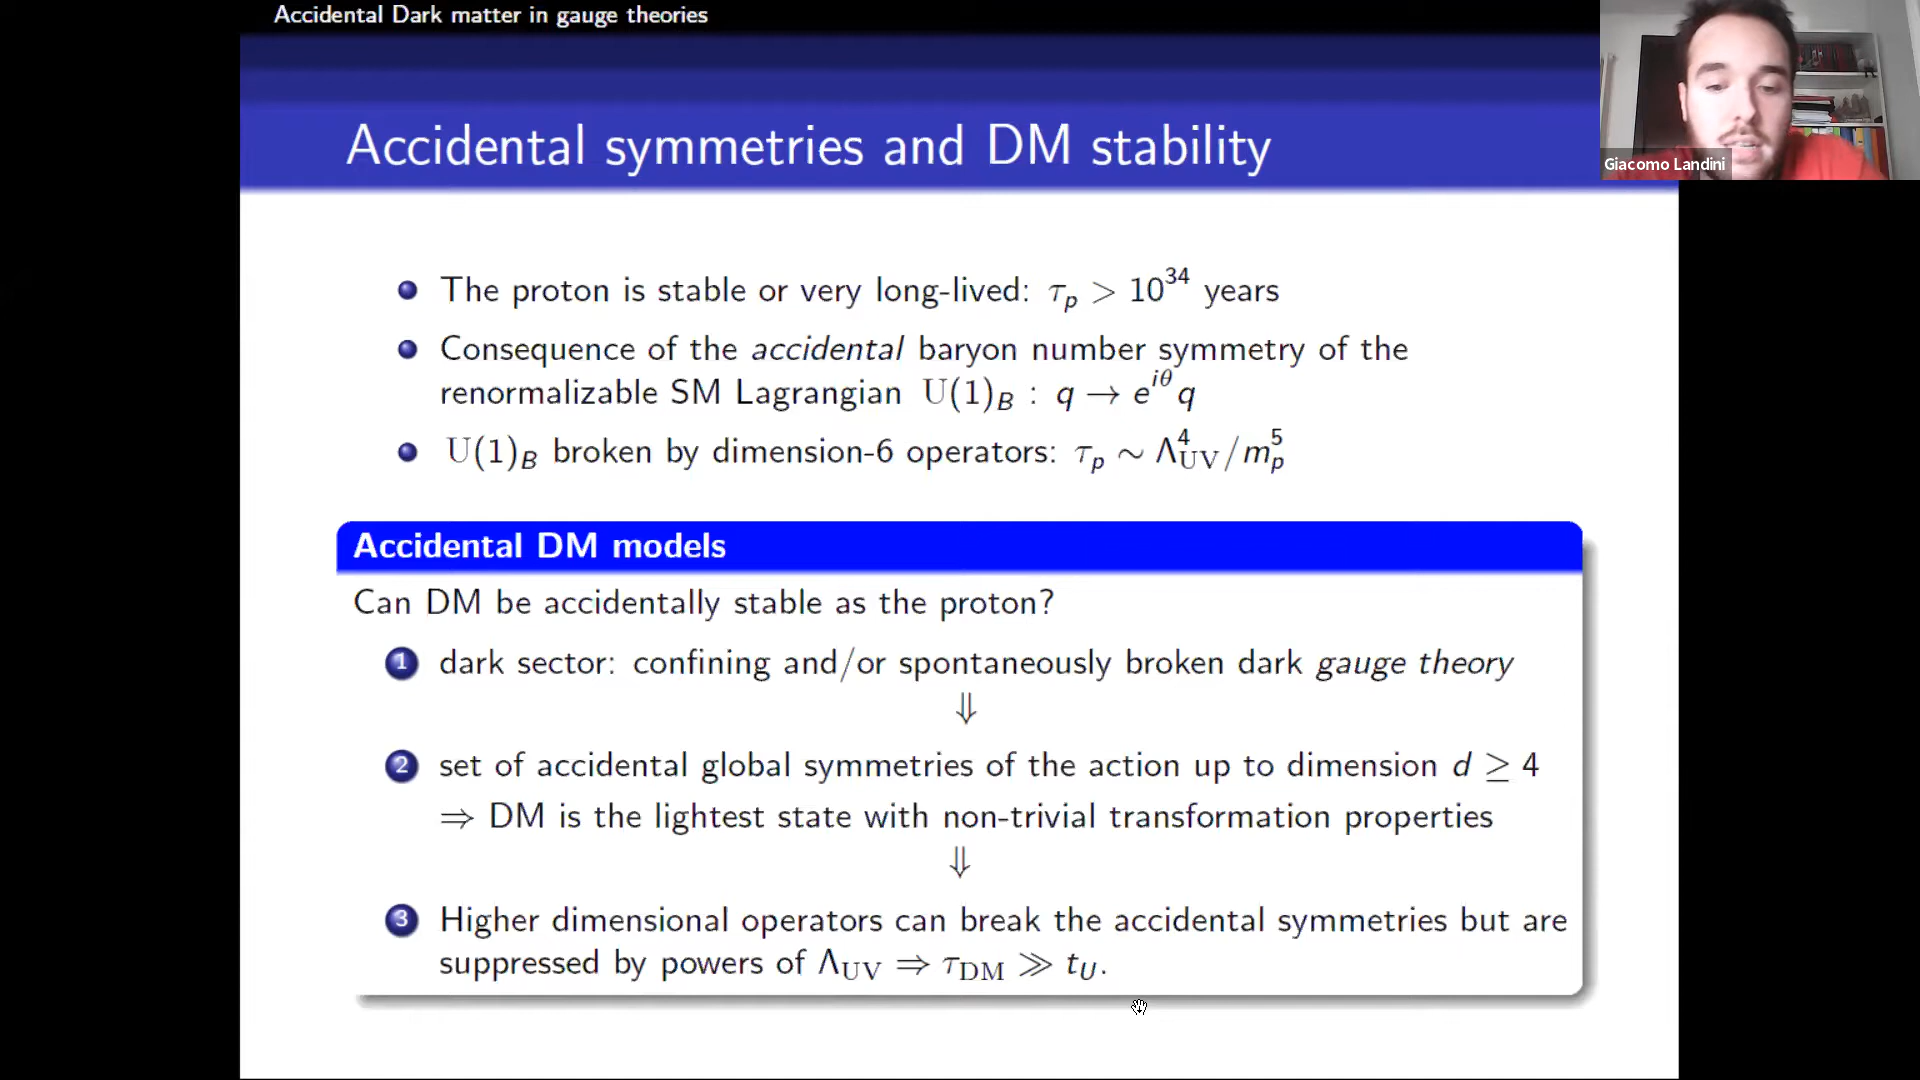 Accidental Dark matter in gauge theories
Accidental symmetries and DM stability
Giacomo Landini
The proton is stable or very long-lived: τ_p > 10^34 years
Consequence of the accidental baryon number symmetry of the
renormalizable SM Lagrangian U(1)_B : q → e^{iθ} q
U(1)_B broken by dimension-6 operators: τ_p ∼ Λ_UV^4/m_p^5
Accidental DM models
Can DM be accidentally stable as the proton?
1 dark sector: confining and/or spontaneously broken dark gauge theory
⇓
2 set of accidental global symmetries of the action up to dimension d ≥ 4
⇒ DM is the lightest state with non-trivial transformation properties
⇓
3 Higher dimensional operators can break the accidental symmetries but are
suppressed by powers of Λ_UV ⇒ τ_DM ≫ t_U.